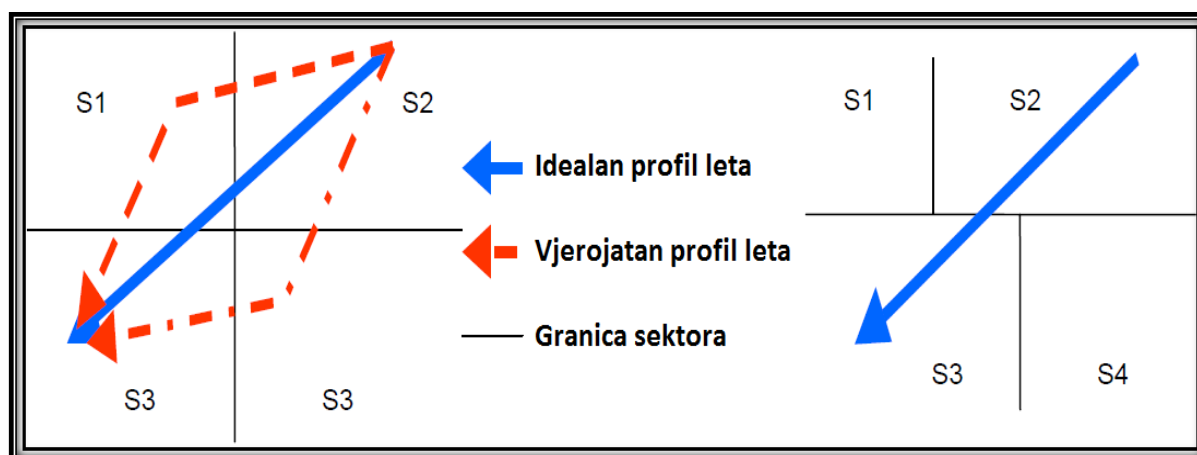 S1
S2
S3
S3
Idealan profil leta
Vjerojatan profil leta
Granica sektora
S1
S2
S3
S4